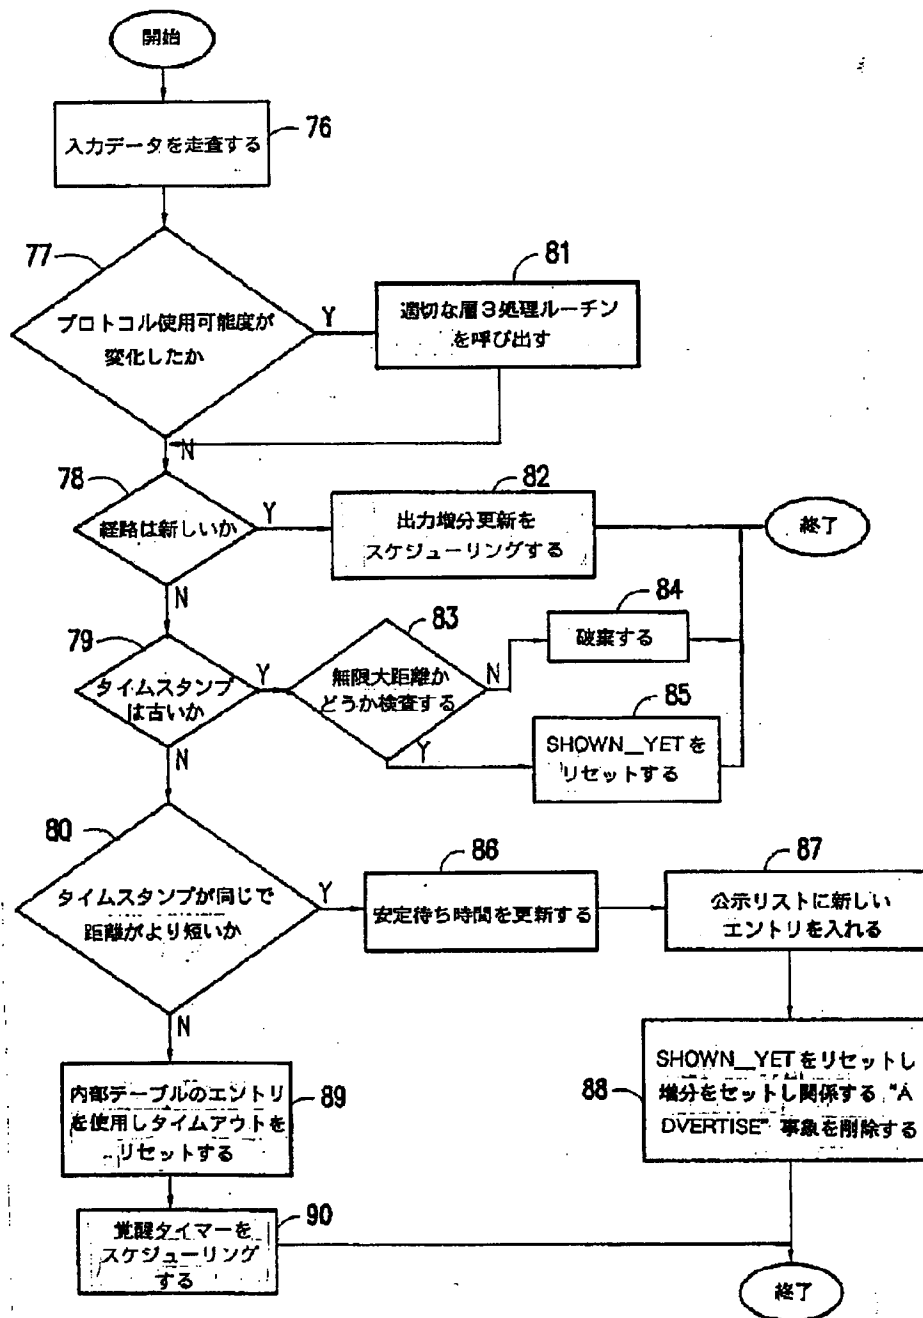 開始
入力データを走査する
76
77
プロトコル使用可能度が
変化したか
Y
81
適切な層3処理ルーチン
を呼び出す
N
78
経路は新しいか
Y
82
出力増分更新を
スケジューリングする
終了
N
79
タイムスタンプ
は古いか
Y
83
無限大距離か
どうか検査する
N
84
破棄する
Y
85
SHOWN__YETを
リセットする
N
80
タイムスタンプが同じで
距離がより短いか
Y
86
安定待ち時間を更新する
87
公示リストに新しい
エントリを入れる
88
SHOWN__YETをリセットし
増分をセットし関係する "A
DVERTISE" 事象を削除する
N
89
内部テーブルのエントリ
を使用しタイムアウトを
リセットする
90
覚醒タイマーを
スケジューリング
する
終了